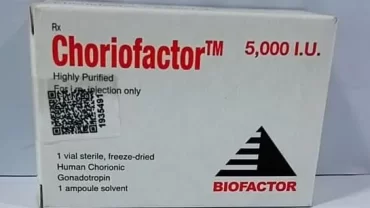 Rx
Choriofactor™ 5,000 I.U.
Highly Purified
For i.m. injection only
1935491
1 vial sterile, freeze-dried
Human Chorionic
Gonadotropin
1 ampoule solvent
BIOFACTOR